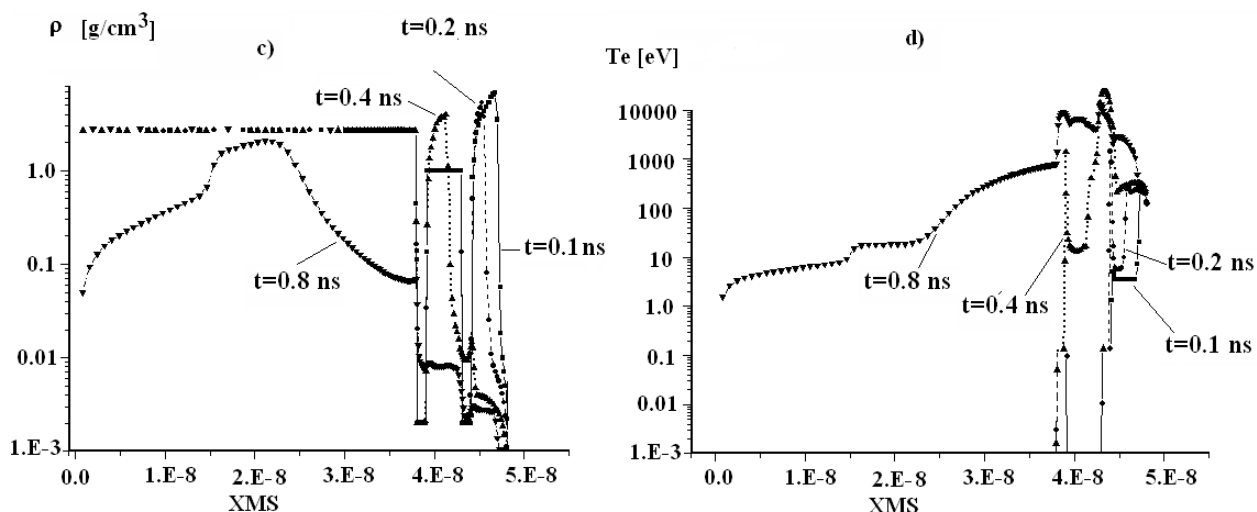 ρ [g/cm³]
c)
t=0.2 ns
t=0.4 ns
1.0
0.1
t=0.8 ns
t=0.1 ns
0.01
1.E-3
0.0 1.E-8 2.E-8 3.E-8 4.E-8 5.E-8
XMS
d)
Te [eV]
10000
1000
100
10
1.0
0.1
0.01
1.E-3
t=0.8 ns
t=0.4 ns
t=0.2 ns
t=0.1 ns
0.0 1.E-8 2.E-8 3.E-8 4.E-8 5.E-8
XMS